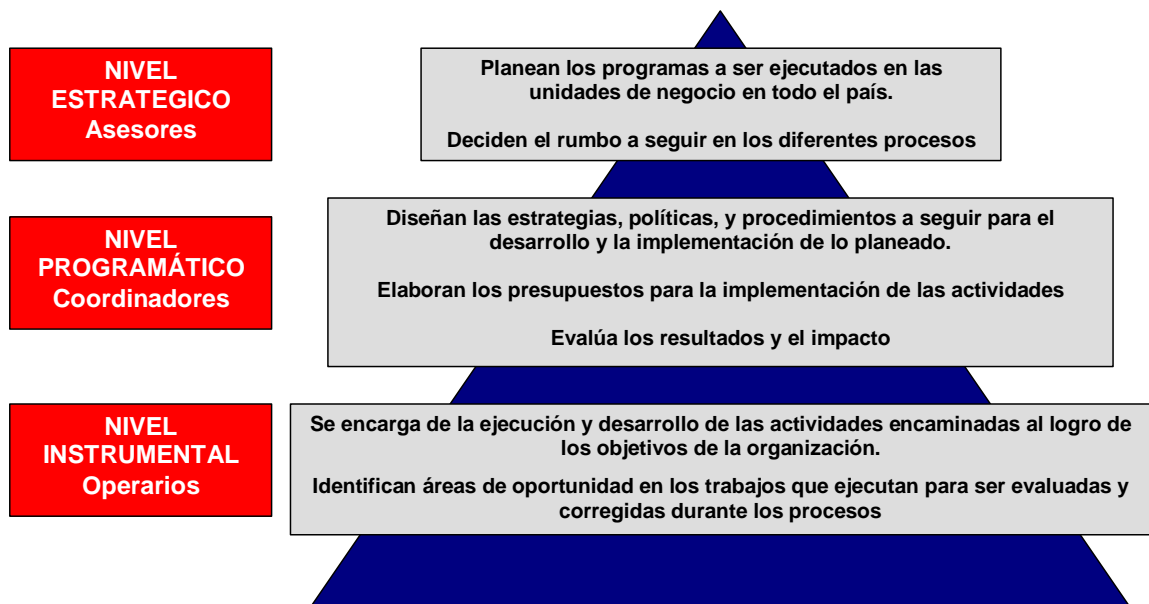 NIVEL
ESTRATEGICO
Asesores
Planean los programas a ser ejecutados en las
unidades de negocio en todo el país.
Deciden el rumbo a seguir en los diferentes procesos
NIVEL
PROGRAMÁTICO
Coordinadores
Diseñan las estrategias, políticas, y procedimientos a seguir para el
desarrollo y la implementación de lo planeado.
Elaboran los presupuestos para la implementación de las actividades
Evalúa los resultados y el impacto
NIVEL
INSTRUMENTAL
Operarios
Se encarga de la ejecución y desarrollo de las actividades encaminadas al logro de
los objetivos de la organización.
Identifican áreas de oportunidad en los trabajos que ejecutan para ser evaluadas y
corregidas durante los procesos